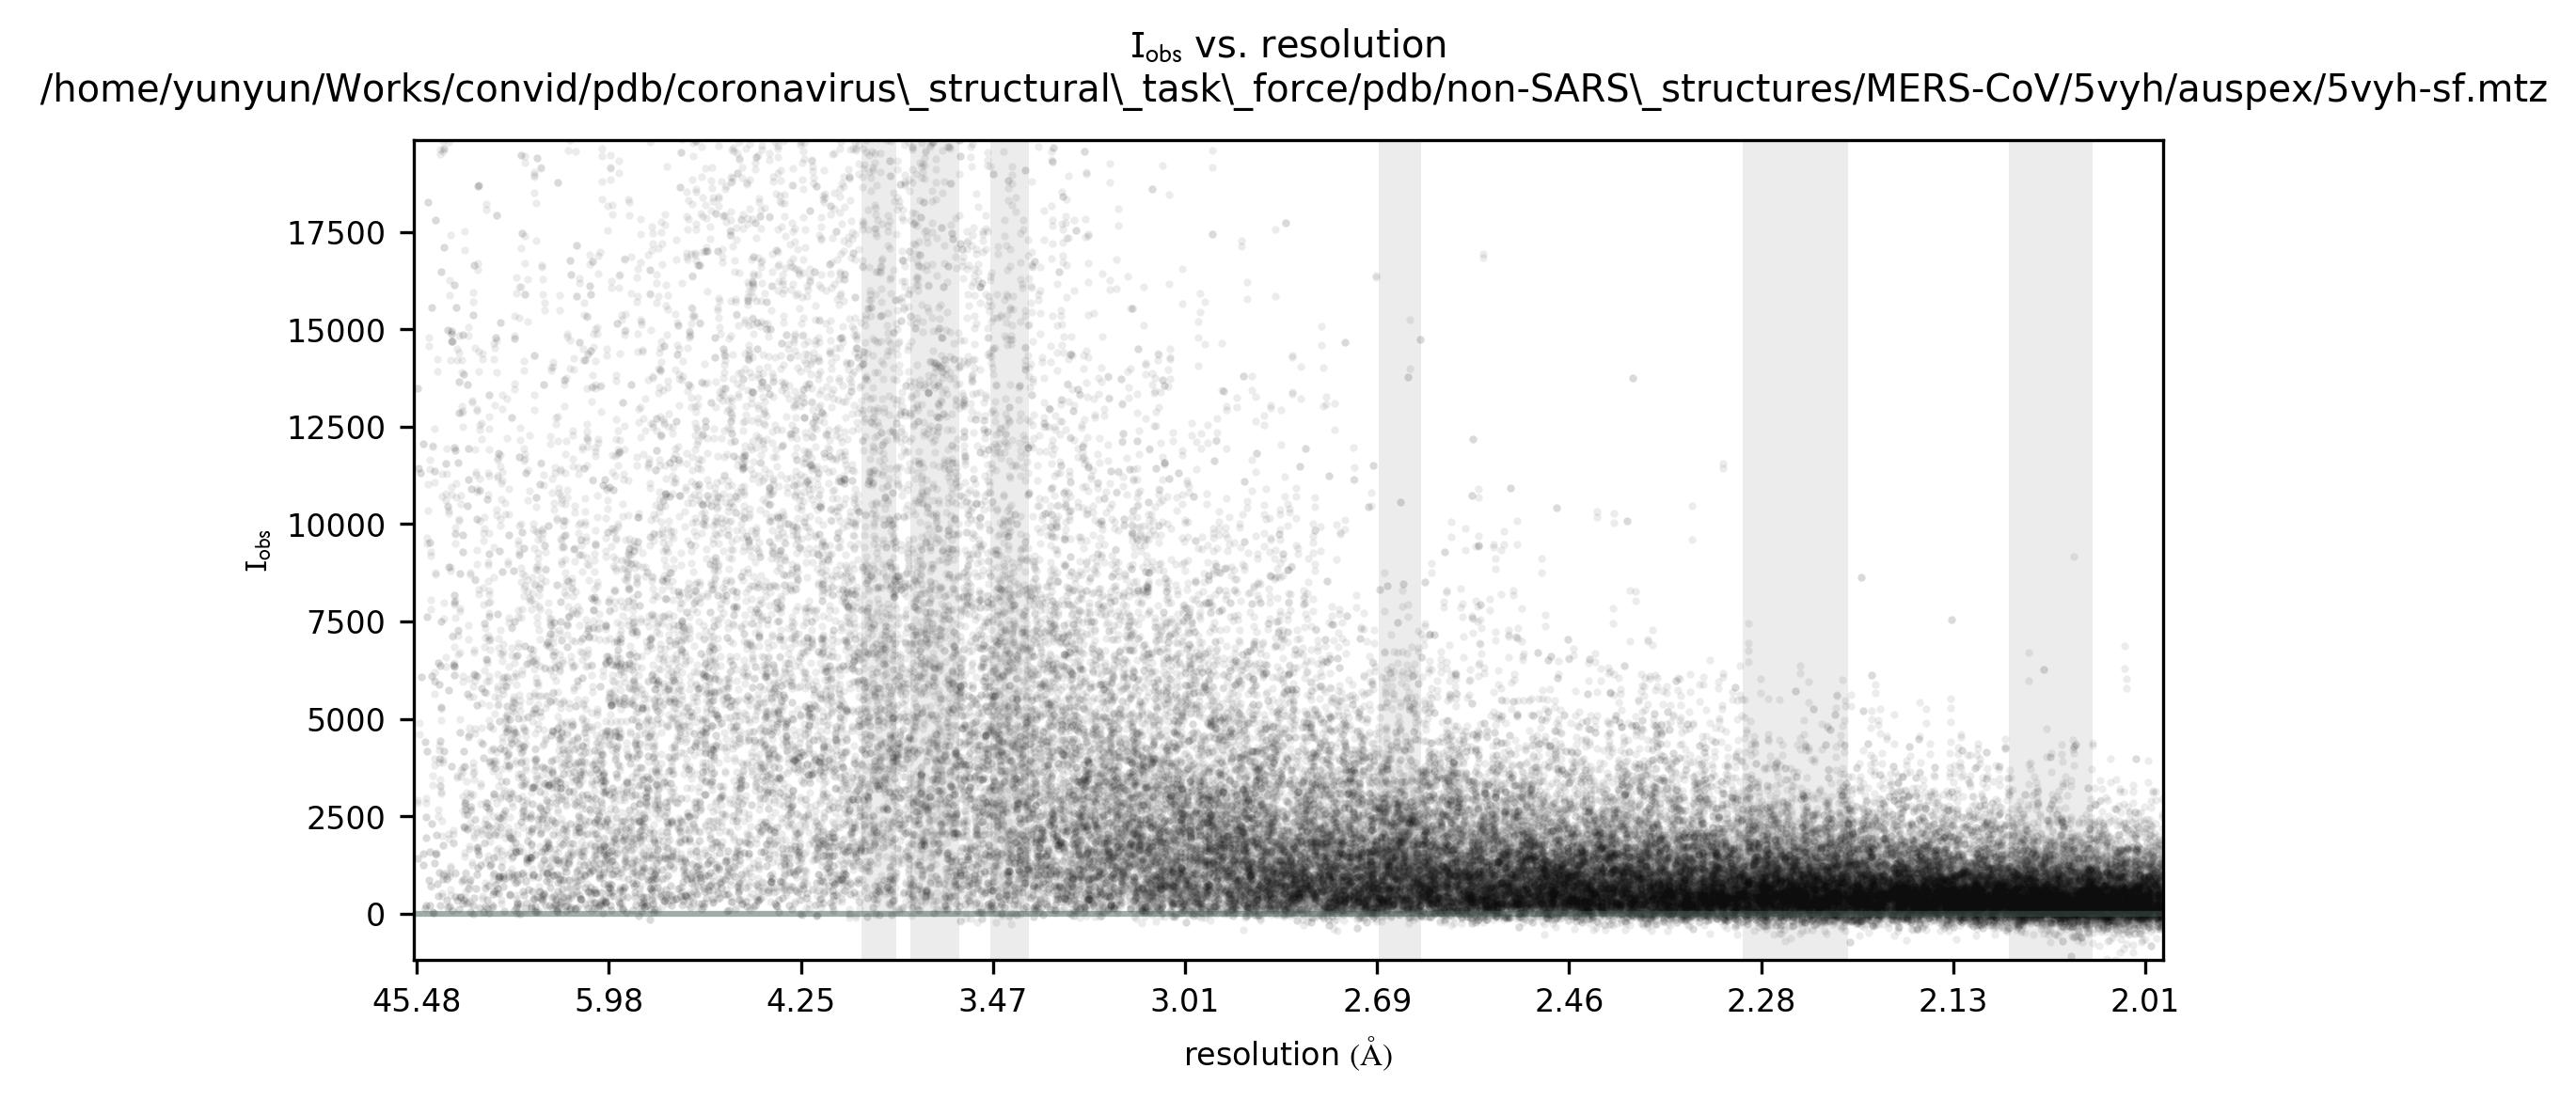 Iobs vs. resolution
/home/yunyun/Works/convid/pdb/coronavirus\_structural\_task\_force/pdb/non-SARS\_structures/MERS-CoV/5vyh/auspex/5vyh-sf.mtz
17500
15000
12500
10000
7500
5000
2500
0
Iobs
45.48 5.98 4.25 3.47 3.01 2.69 2.46 2.28 2.13 2.01
resolution (Å)